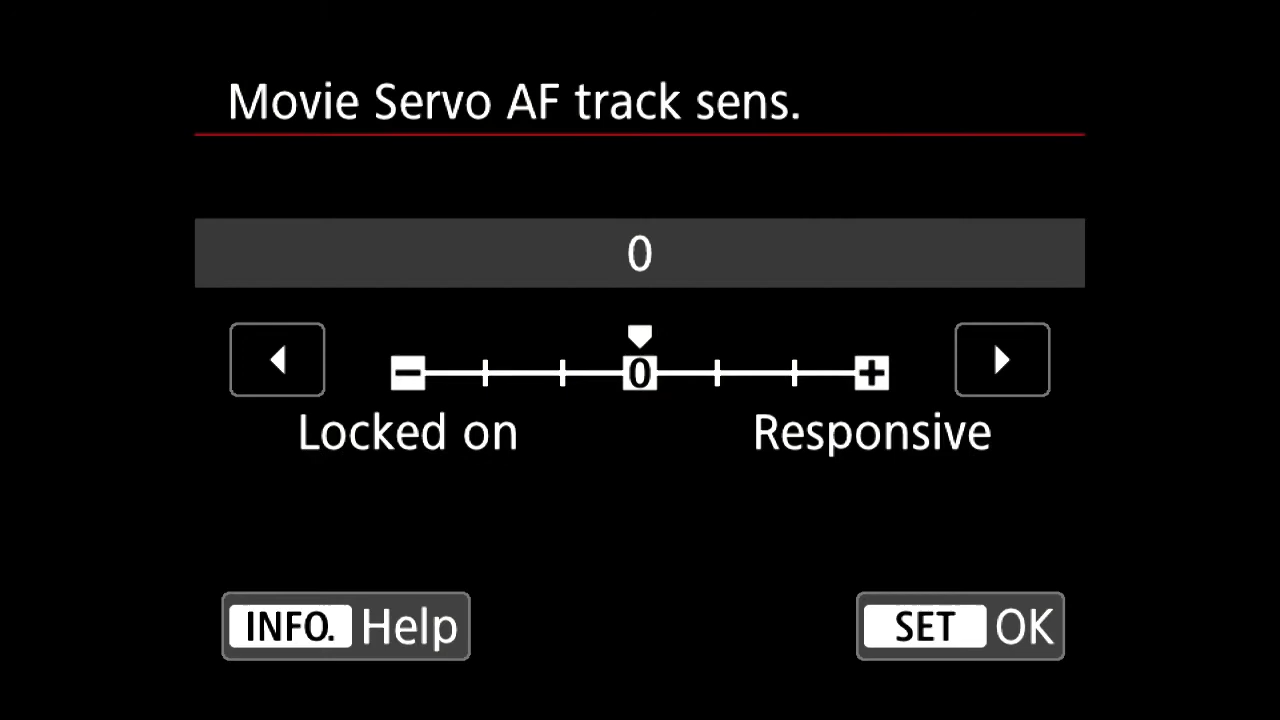 Movie Servo AF track sens.
0
− 0 +
Locked on Responsive
INFO. Help SET OK